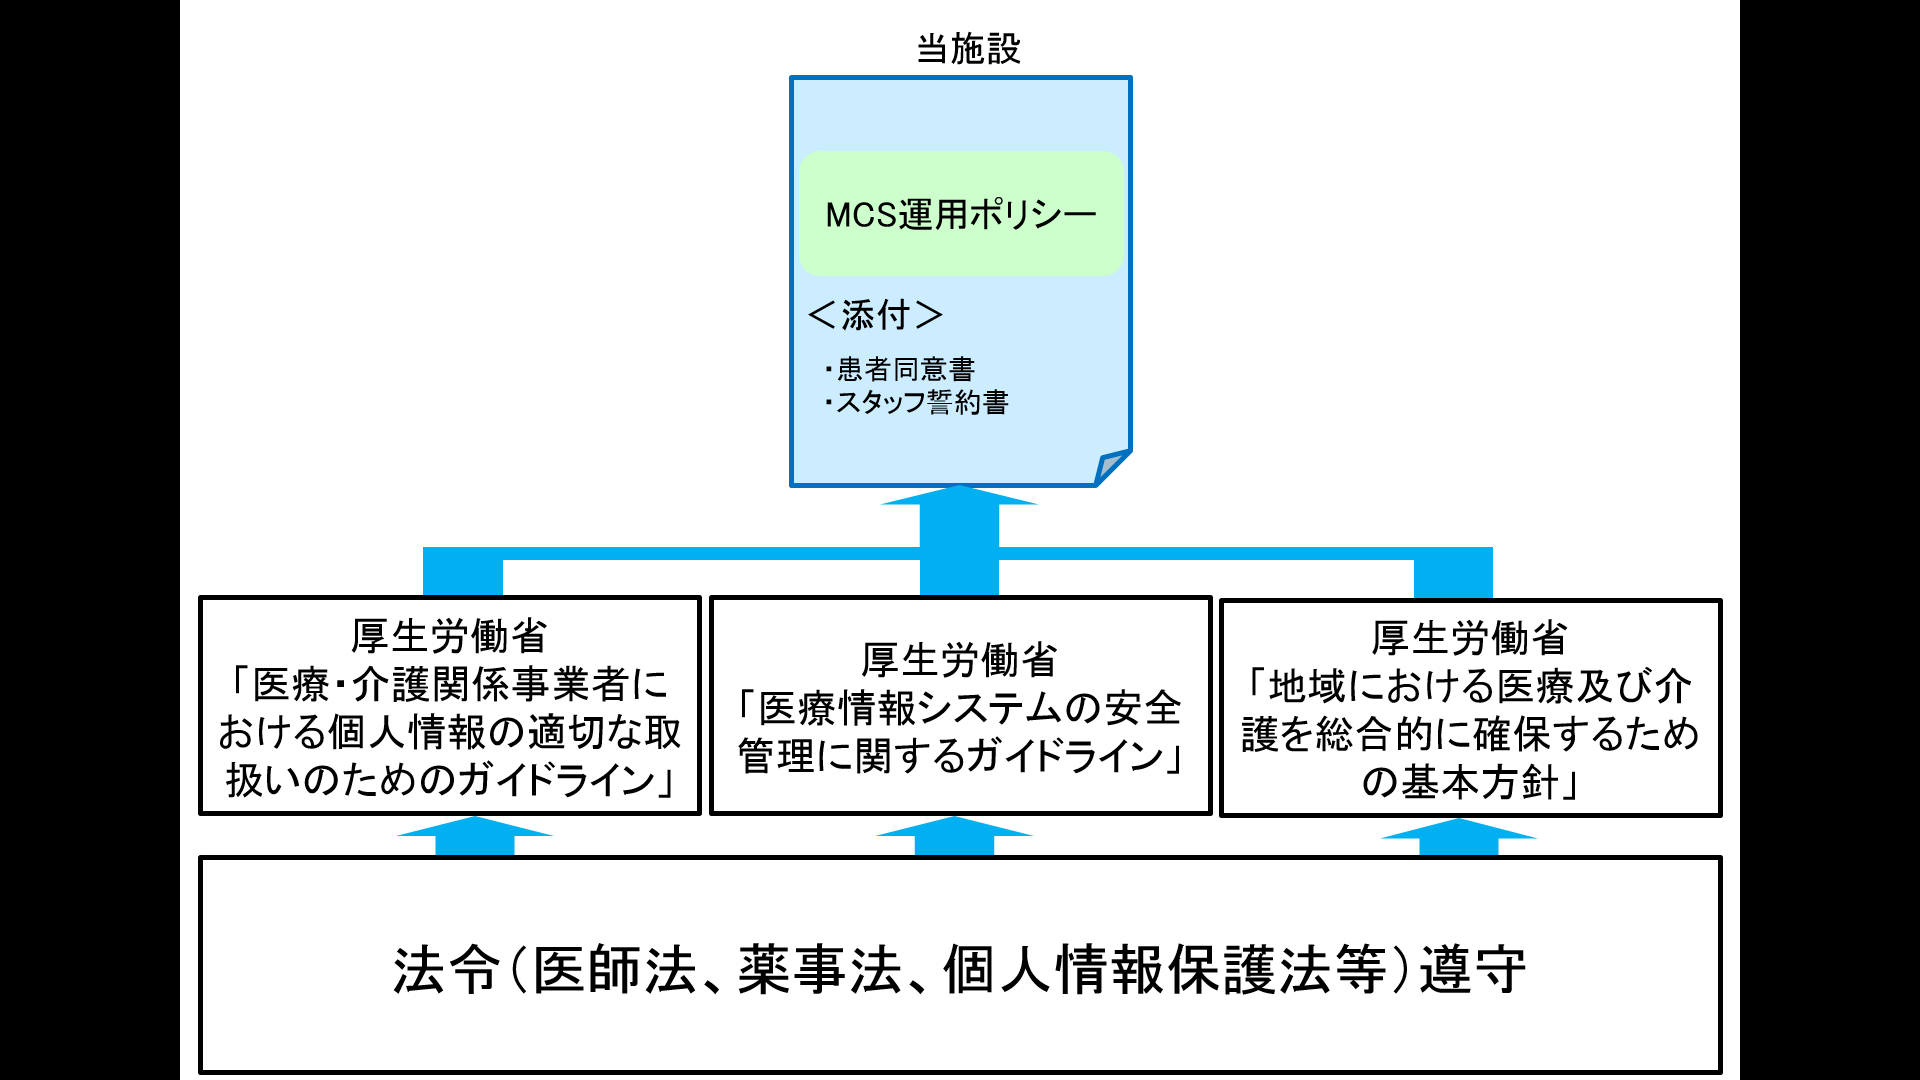 当施設
MCS運用ポリシー
＜添付＞
・患者同意書
・スタッフ誓約書
厚生労働省
「医療・介護関係事業者に
おける個人情報の適切な取
扱いのためのガイドライン」
厚生労働省
「医療情報システムの安全
管理に関するガイドライン」
厚生労働省
「地域における医療及び介
護を総合的に確保するため
の基本方針」
法令（医師法、薬事法、個人情報保護法等）遵守